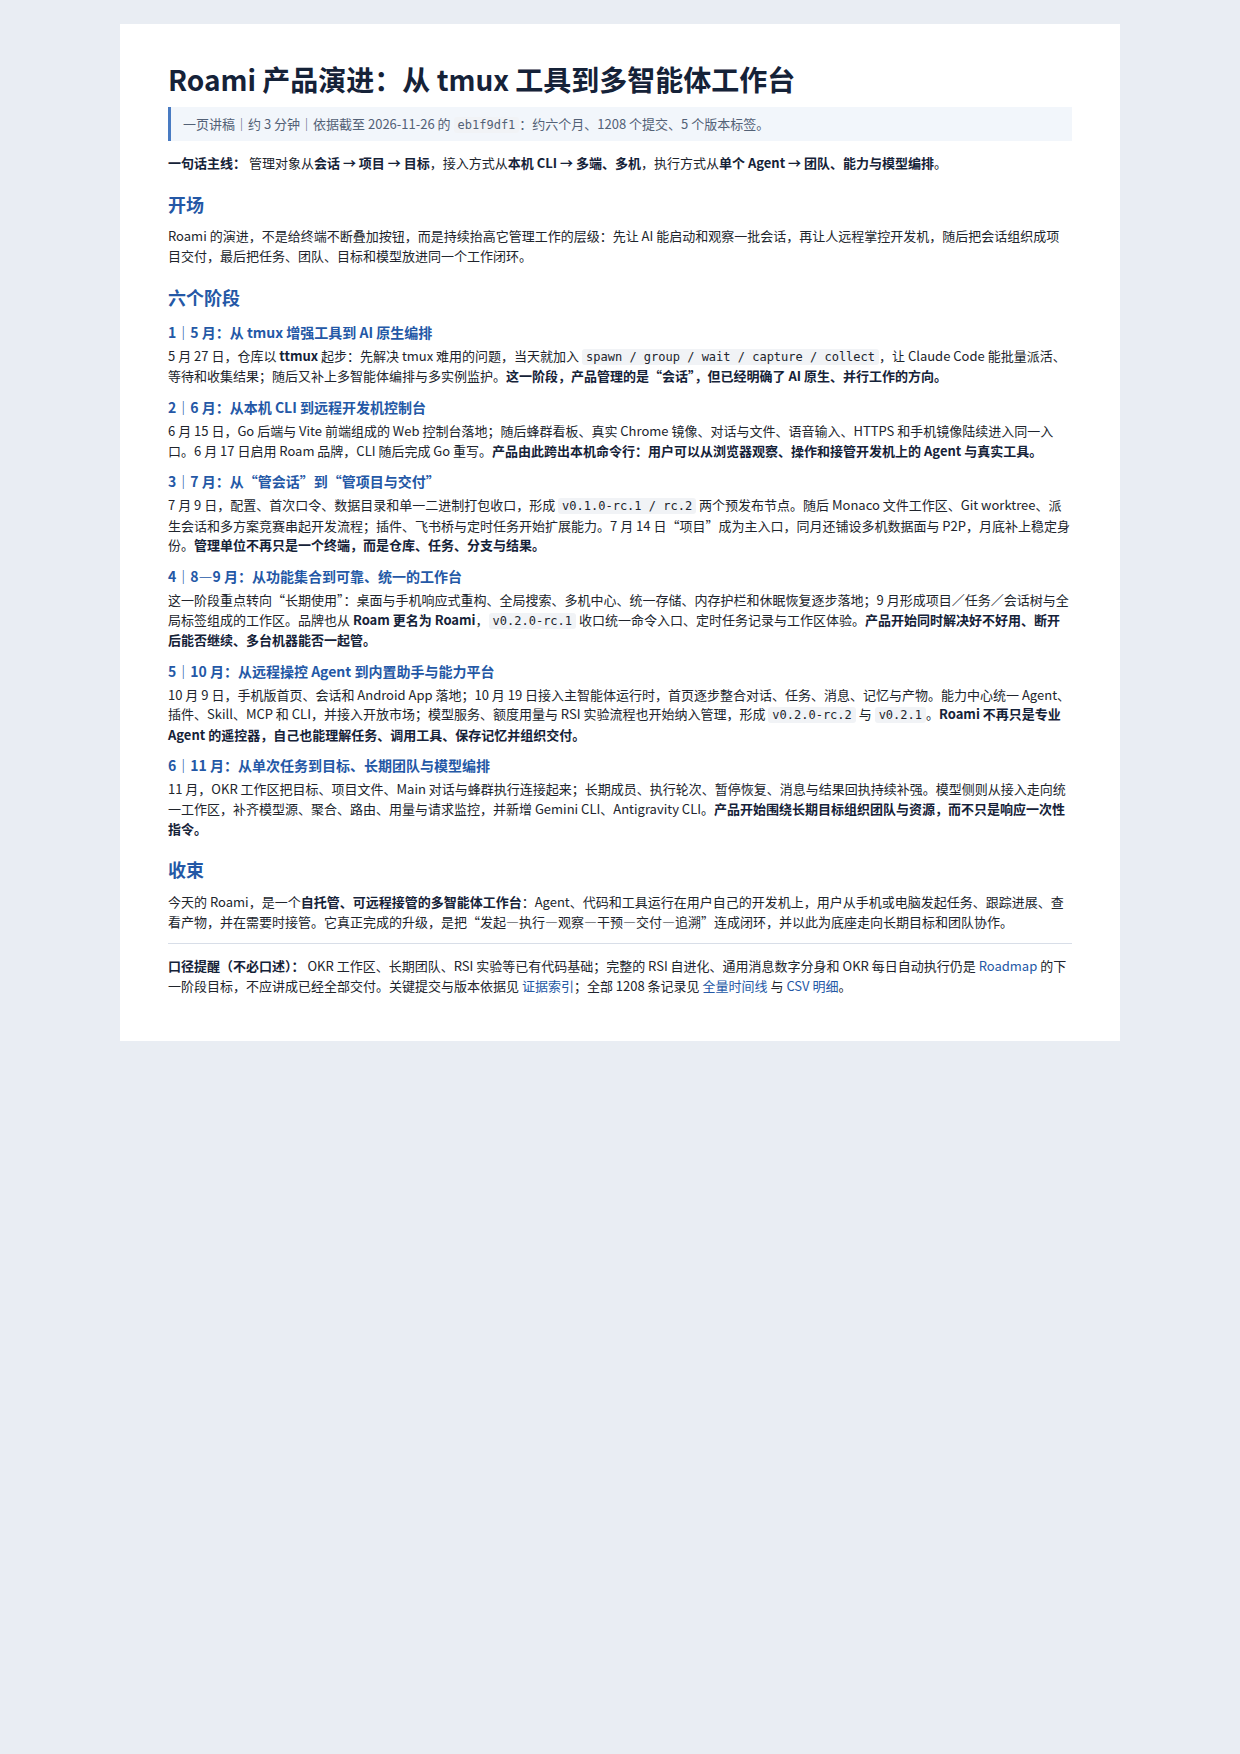 Roami 产品演进：从 tmux 工具到多智能体工作台
一页讲稿｜约 3 分钟｜依据截至 2026-11-26 的 eb1f9df1：约六个月、1208 个提交、5 个版本标签。
一句话主线： 管理对象从会话 → 项目 → 目标，接入方式从本机 CLI → 多端、多机，执行方式从单个 Agent → 团队、能力与模型编排。
开场
Roami 的演进，不是给终端不断叠加按钮，而是持续抬高它管理工作的层级：先让 AI 能启动和观察一批会话，再让人远程掌控开发机，随后把会话组织成项
目交付，最后把任务、团队、目标和模型放进同一个工作闭环。
六个阶段
1｜5 月：从 tmux 增强工具到 AI 原生编排
5 月 27 日，仓库以 ttmux 起步：先解决 tmux 难用的问题，当天就加入 spawn / group / wait / capture / collect，让 Claude Code 能批量派活、
等待和收集结果；随后又补上多智能体编排与多实例监护。这一阶段，产品管理的是“会话”，但已经明确了 AI 原生、并行工作的方向。
2｜6 月：从本机 CLI 到远程开发机控制台
6 月 15 日，Go 后端与 Vite 前端组成的 Web 控制台落地；随后蜂群看板、真实 Chrome 镜像、对话与文件、语音输入、HTTPS 和手机镜像陆续进入同一入
口。6 月 17 日启用 Roam 品牌，CLI 随后完成 Go 重写。产品由此跨出本机命令行：用户可以从浏览器观察、操作和接管开发机上的 Agent 与真实工具。
3｜7 月：从“管会话”到“管项目与交付”
7 月 9 日，配置、首次口令、数据目录和单一二进制打包收口，形成 v0.1.0-rc.1 / rc.2 两个预发布节点。随后 Monaco 文件工作区、Git worktree、派
生会话和多方案竞赛串起开发流程；插件、飞书桥与定时任务开始扩展能力。7 月 14 日“项目”成为主入口，同月还铺设多机数据面与 P2P，月底补上稳定身
份。管理单位不再只是一个终端，而是仓库、任务、分支与结果。
4｜8—9 月：从功能集合到可靠、统一的工作台
这一阶段重点转向“长期使用”：桌面与手机响应式重构、全局搜索、多机中心、统一存储、内存护栏和休眠恢复逐步落地；9 月形成项目／任务／会话树与全
局标签组成的工作区。品牌也从 Roam 更名为 Roami，v0.2.0-rc.1 收口统一命令入口、定时任务记录与工作区体验。产品开始同时解决好不好用、断开
后能否继续、多台机器能否一起管。
5｜10 月：从远程操控 Agent 到内置助手与能力平台
10 月 9 日，手机版首页、会话和 Android App 落地；10 月 19 日接入主智能体运行时，首页逐步整合对话、任务、消息、记忆与产物。能力中心统一 Agent、
插件、Skill、MCP 和 CLI，并接入开放市场；模型服务、额度用量与 RSI 实验流程也开始纳入管理，形成 v0.2.0-rc.2 与 v0.2.1。Roami 不再只是专业
Agent 的遥控器，自己也能理解任务、调用工具、保存记忆并组织交付。
6｜11 月：从单次任务到目标、长期团队与模型编排
11 月，OKR 工作区把目标、项目文件、Main 对话与蜂群执行连接起来；长期成员、执行轮次、暂停恢复、消息与结果回执持续补强。模型侧则从接入走向统
一工作区，补齐模型源、聚合、路由、用量与请求监控，并新增 Gemini CLI、Antigravity CLI。产品开始围绕长期目标组织团队与资源，而不只是响应一次性
指令。
收束
今天的 Roami，是一个自托管、可远程接管的多智能体工作台：Agent、代码和工具运行在用户自己的开发机上，用户从手机或电脑发起任务、跟踪进展、查
看产物，并在需要时接管。它真正完成的升级，是把“发起—执行—观察—干预—交付—追溯”连成闭环，并以此为底座走向长期目标和团队协作。
口径提醒（不必口述）： OKR 工作区、长期团队、RSI 实验等已有代码基础；完整的 RSI 自进化、通用消息数字分身和 OKR 每日自动执行仍是 Roadmap 的下
一阶段目标，不应讲成已经全部交付。关键提交与版本依据见 证据索引；全部 1208 条记录见 全量时间线 与 CSV 明细。